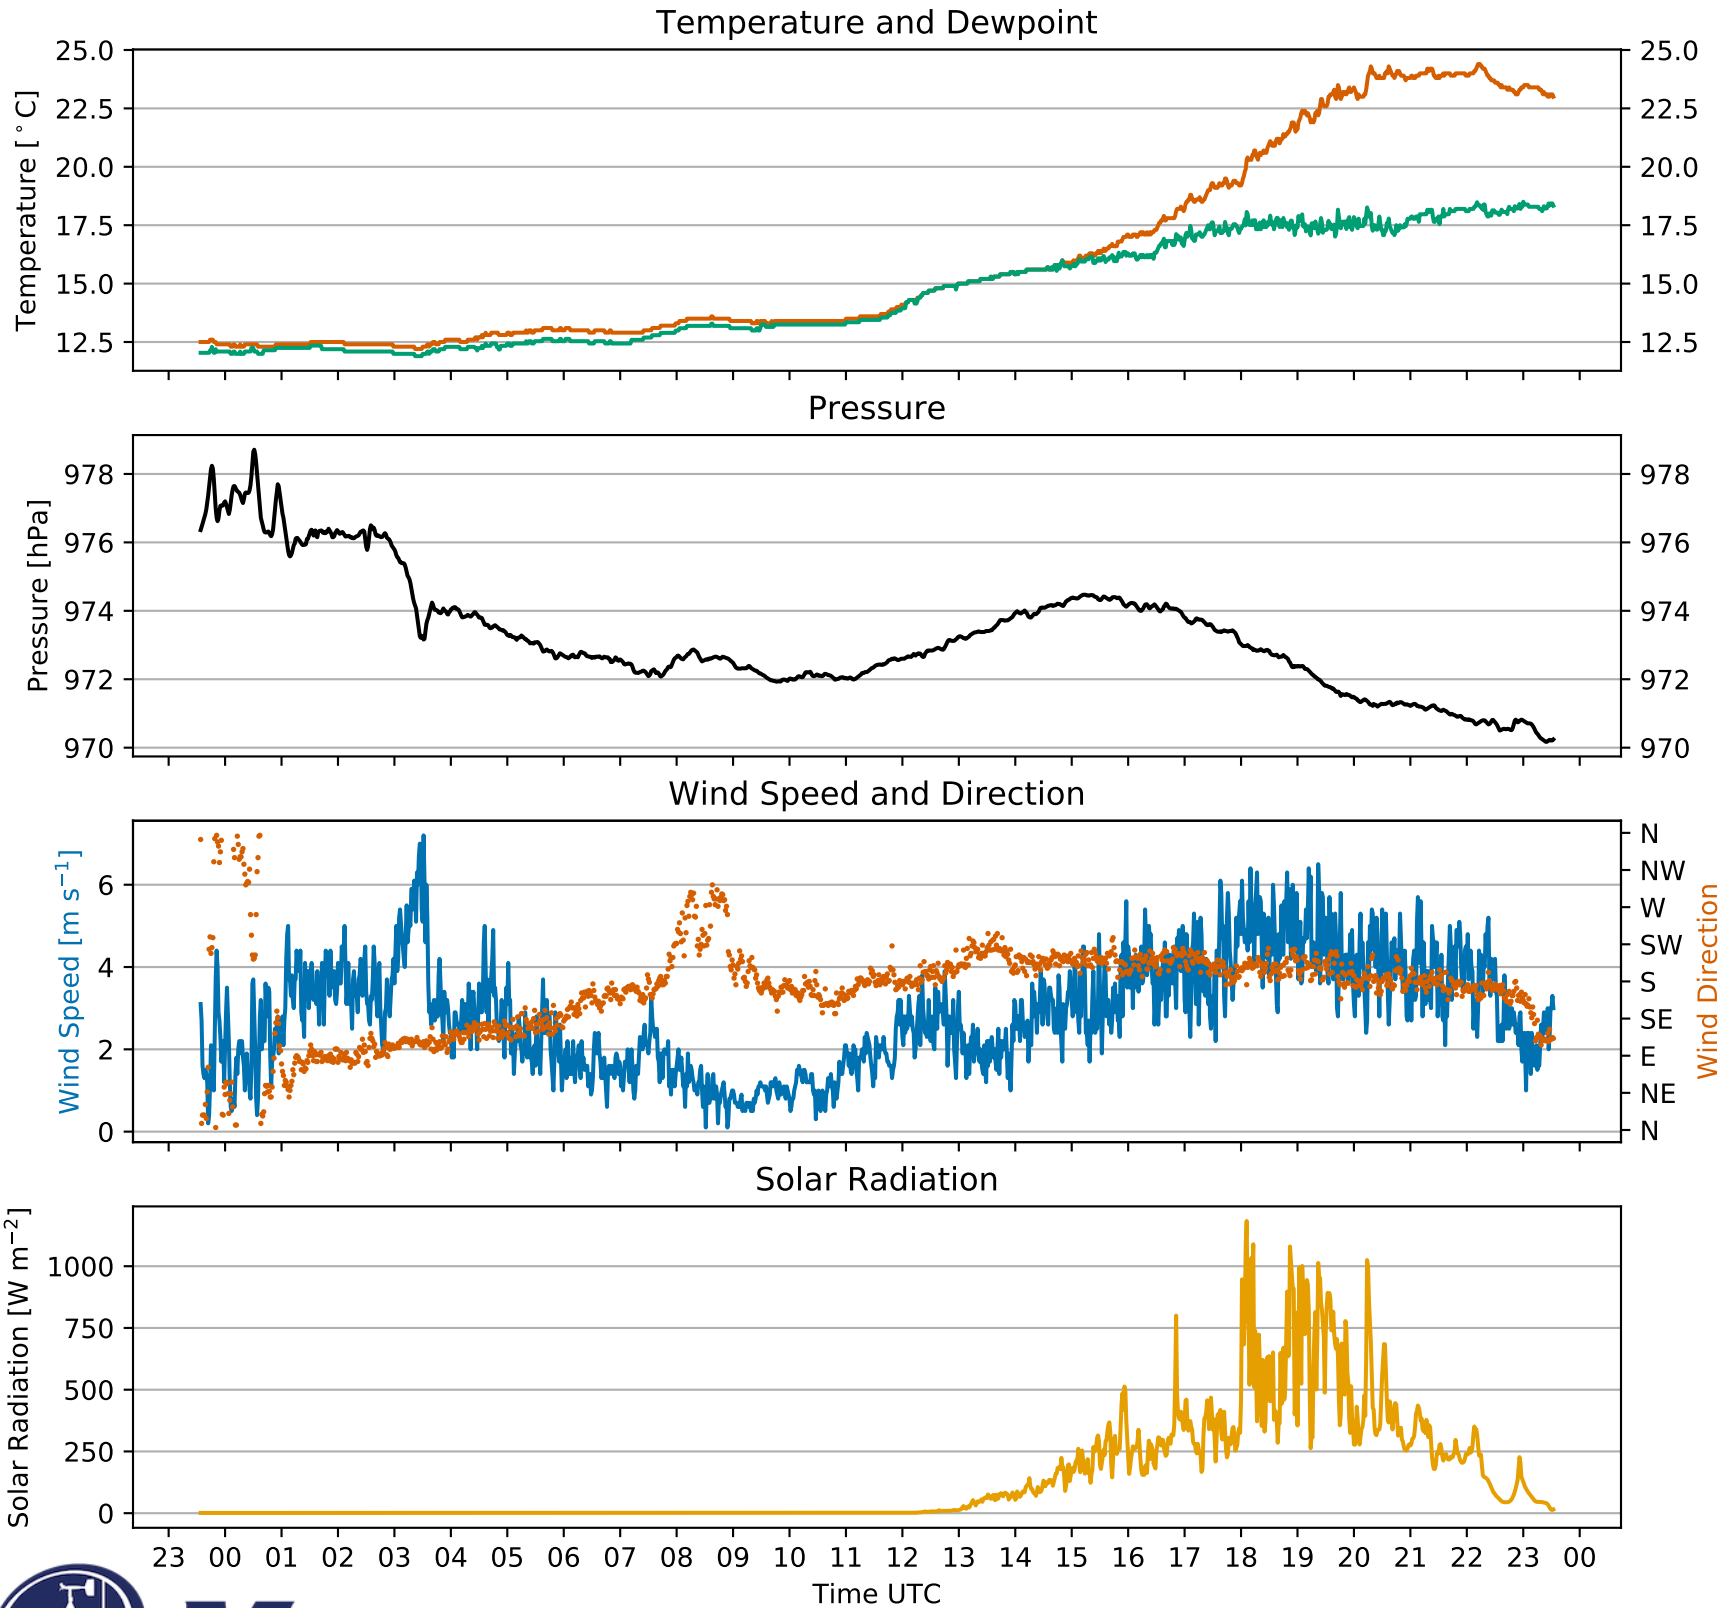 Temperature and Dewpoint
Temperature [°C]
25.0 25.0
22.5 22.5
20.0 20.0
17.5 17.5
15.0 15.0
12.5 12.5
Pressure
Pressure [hPa]
978 978
976 976
974 974
972 972
970 970
Wind Speed and Direction
Wind Speed [m s⁻¹]
Wind Direction
N
NW
6
W
SW
4
S
SE
2
E
NE
0 N
Solar Radiation
Solar Radiation [W m⁻²]
1000
750
500
250
0
23 00 01 02 03 04 05 06 07 08 09 10 11 12 13 14 15 16 17 18 19 20 21 22 23 00
Time UTC